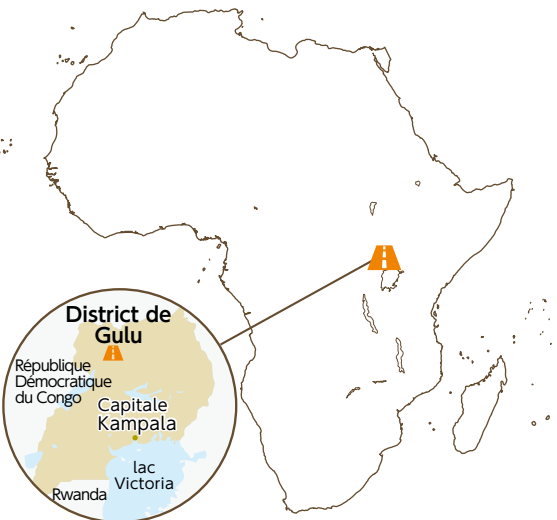 District de
Gulu
République
Démocratique
du Congo
Capitale
Kampala
lac
Victoria
Rwanda